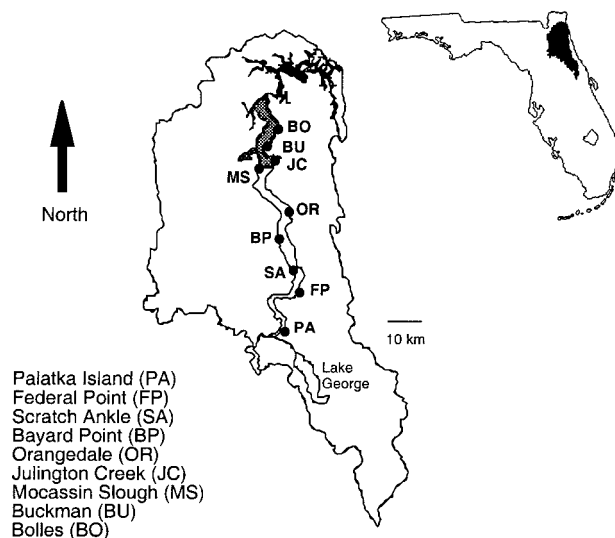 North
BO
BU
JC
MS
OR
BP
SA
FP
PA
10 km
Lake
George
Palatka Island (PA)
Federal Point (FP)
Scratch Ankle (SA)
Bayard Point (BP)
Orangedale (OR)
Julington Creek (JC)
Mocassin Slough (MS)
Buckman (BU)
Bolles (BO)